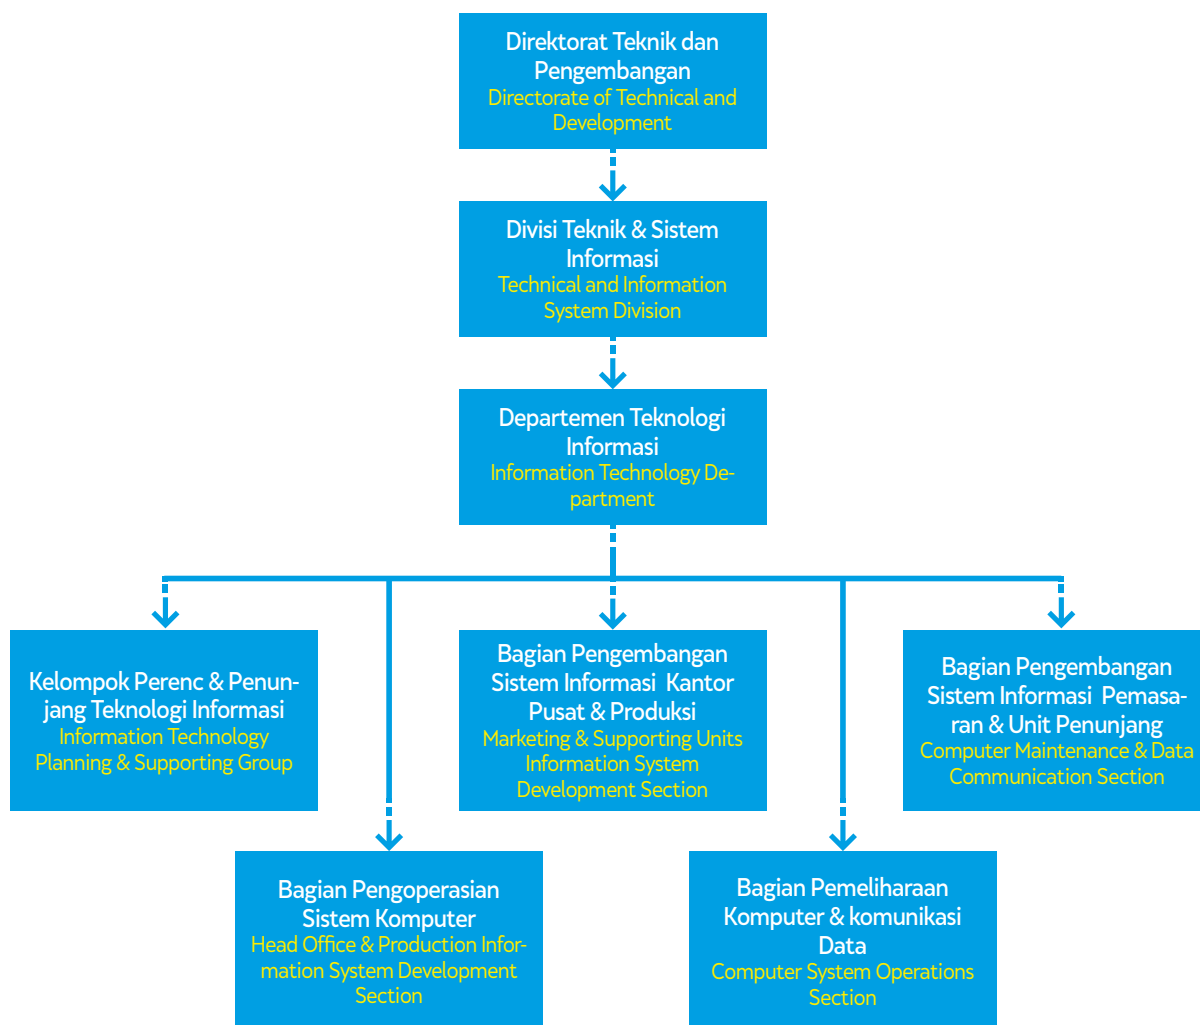 Direktorat Teknik dan
Pengembangan
Directorate of Technical and
Development
Divisi Teknik & Sistem
Informasi
Technical and Information
System Division
Departemen Teknologi
Informasi
Information Technology De-
partment
Kelompok Perenc & Penun-
jang Teknologi Informasi
Information Technology
Planning & Supporting Group
Bagian Pengembangan
Sistem Informasi  Kantor
Pusat & Produksi
Marketing & Supporting Units
Information System
Development Section
Bagian Pengembangan
Sistem Informasi  Pemasa-
ran & Unit Penunjang
Computer Maintenance & Data
Communication Section
Bagian Pengoperasian
Sistem Komputer
Head Office & Production Infor-
mation System Development
Section
Bagian Pemeliharaan
Komputer & komunikasi
Data
Computer System Operations
Section